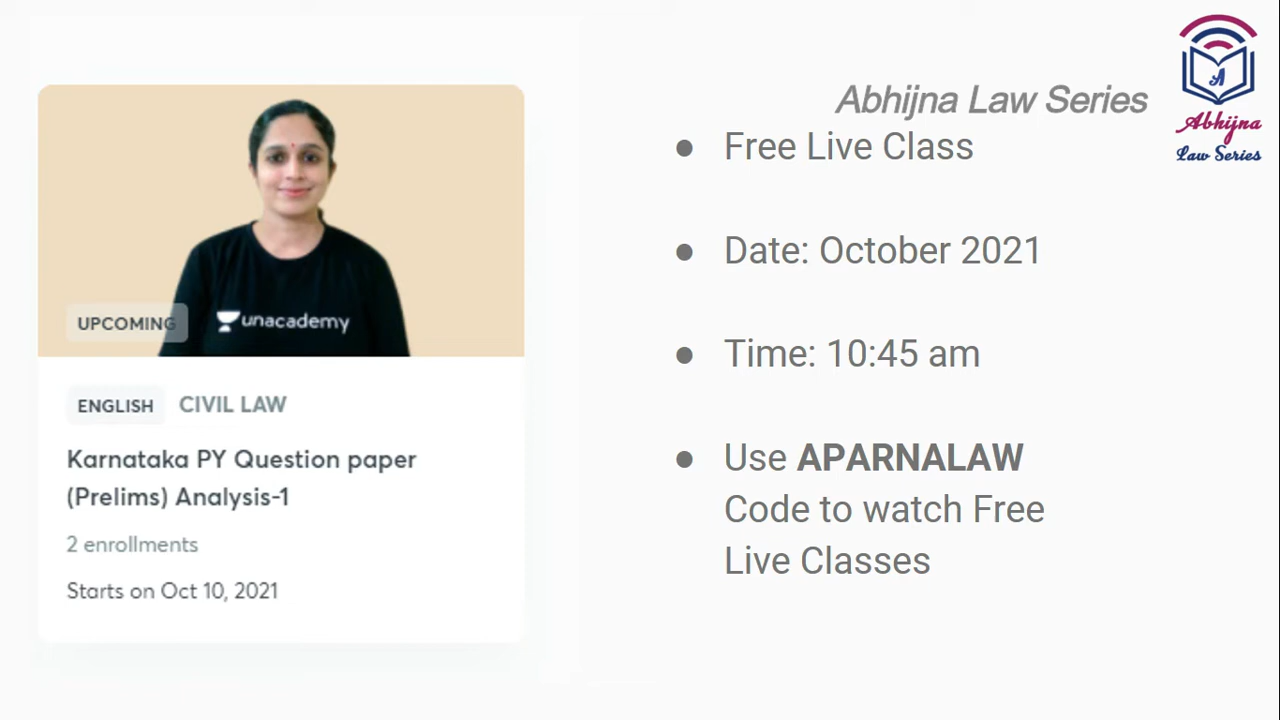 UPCOMING
unacademy
ENGLISH CIVIL LAW
Karnataka PY Question paper
(Prelims) Analysis-1
2 enrollments
Starts on Oct 10, 2021
Abhijna Law Series
● Free Live Class
● Date: October 2021
● Time: 10:45 am
● Use APARNALAW
Code to watch Free
Live Classes
A
Abhijna
Law Series